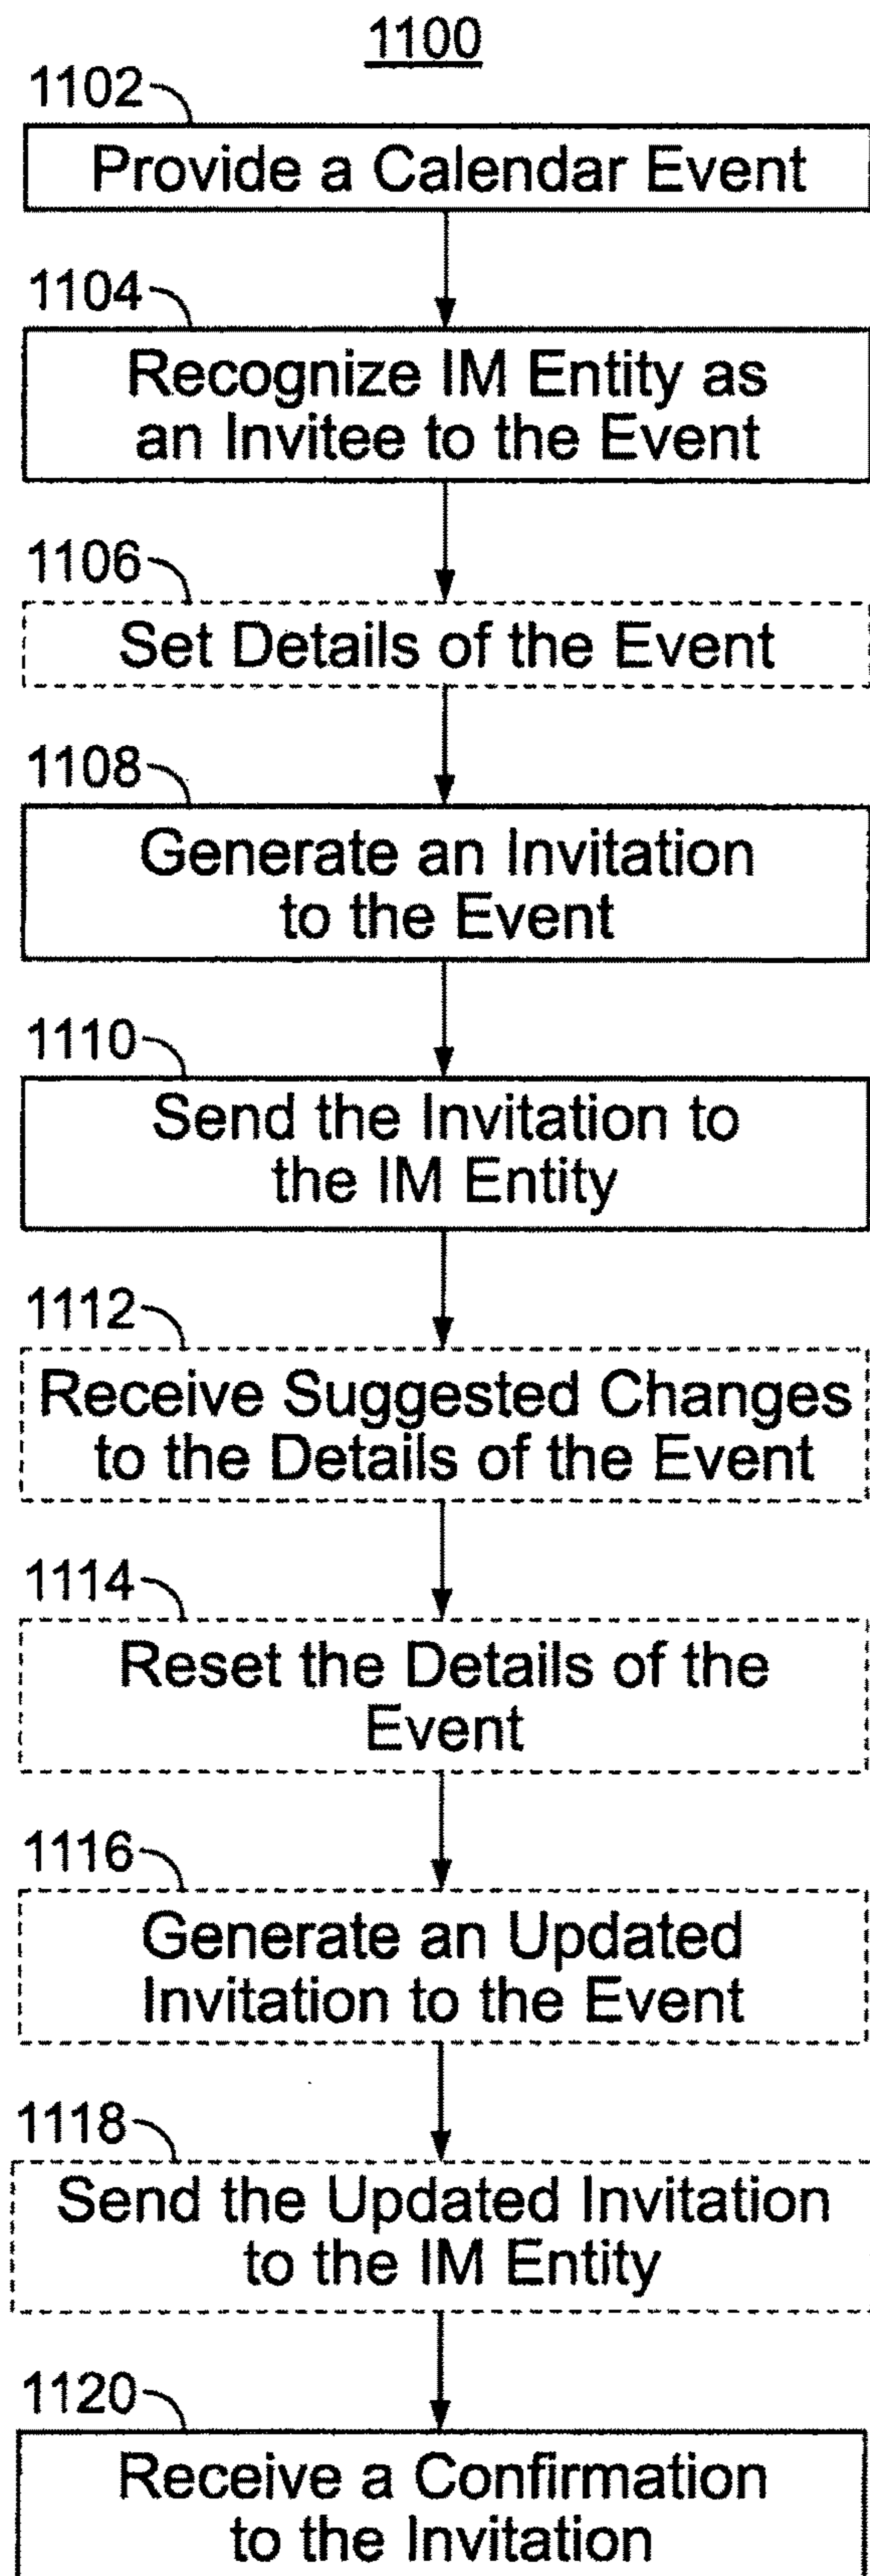 1100
1102
Provide a Calendar Event
1104
Recognize IM Entity as
an Invitee to the Event
1106
Set Details of the Event
1108
Generate an Invitation
to the Event
1110
Send the Invitation to
the IM Entity
1112
Receive Suggested Changes
to the Details of the Event
1114
Reset the Details of the
Event
1116
Generate an Updated
Invitation to the Event
1118
Send the Updated Invitation
to the IM Entity
1120
Receive a Confirmation
to the Invitation